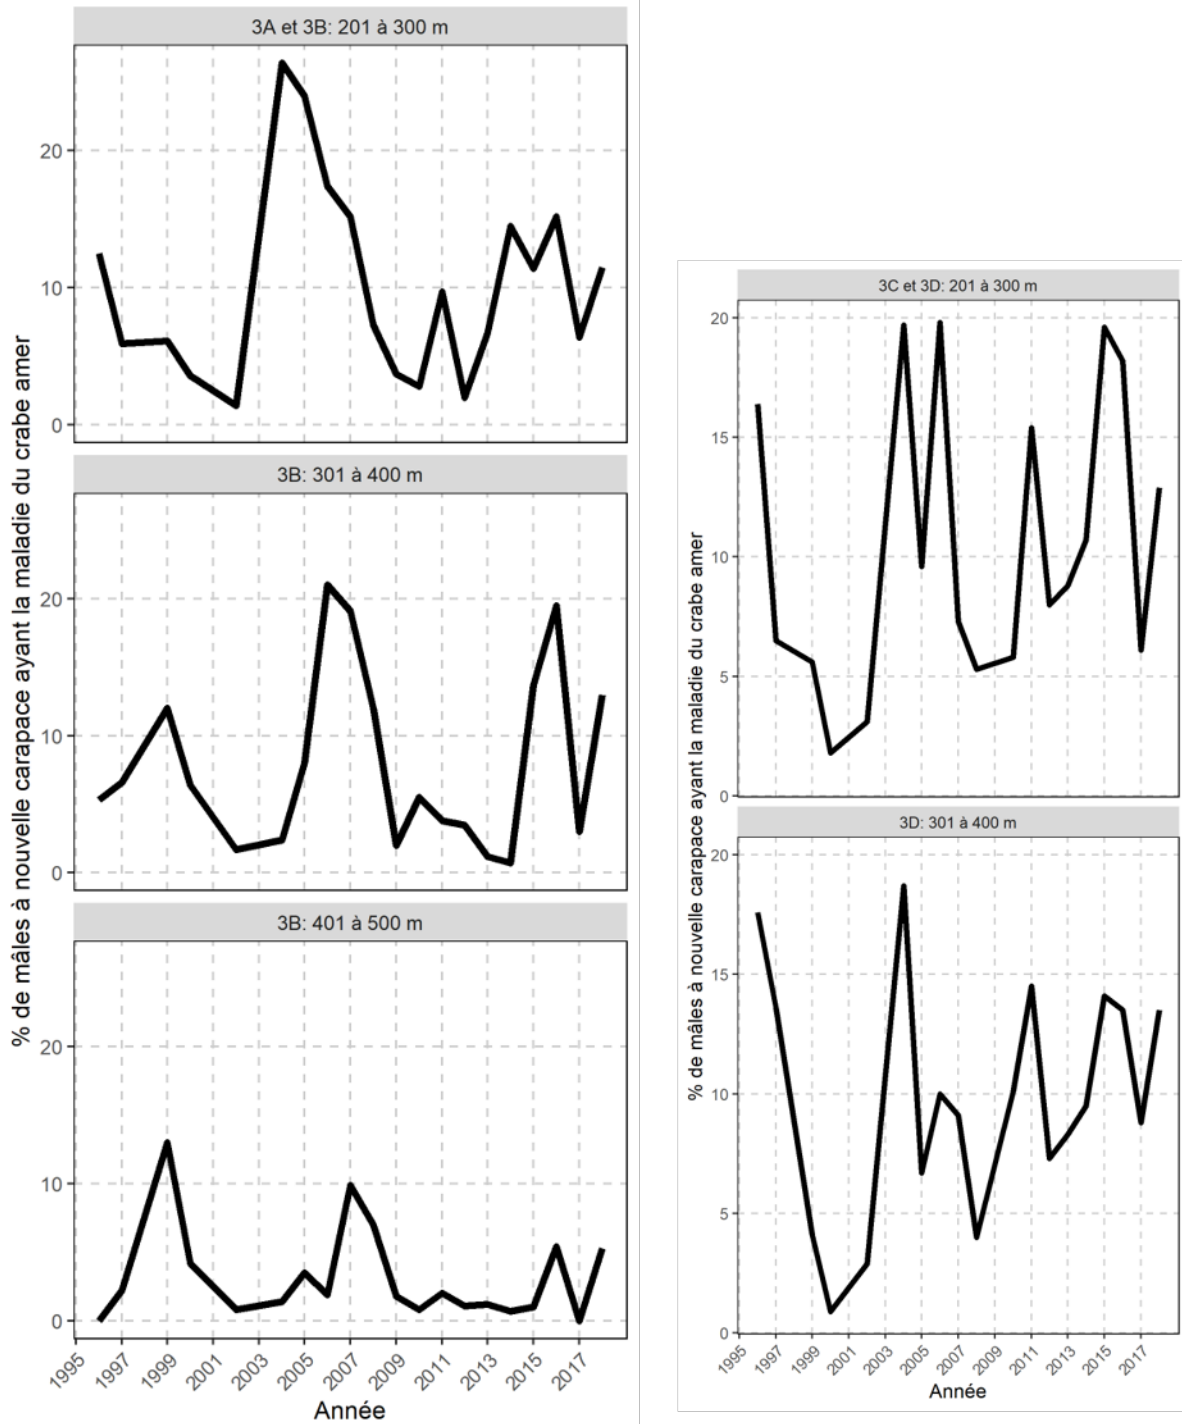 % de mâles à nouvelle carapace ayant la maladie du crabe amer
3A et 3B: 201 à 300 m
20
10
0
3B: 301 à 400 m
20
10
0
3B: 401 à 500 m
20
10
0
1995 1997 1999 2001 2003 2005 2007 2009 2011 2013 2015 2017
Année
% de mâles à nouvelle carapace ayant la maladie du crabe amer
3C et 3D: 201 à 300 m
20
15
10
5
0
3D: 301 à 400 m
20
15
10
5
0
1995 1997 1999 2001 2003 2005 2007 2009 2011 2013 2015 2017
Année